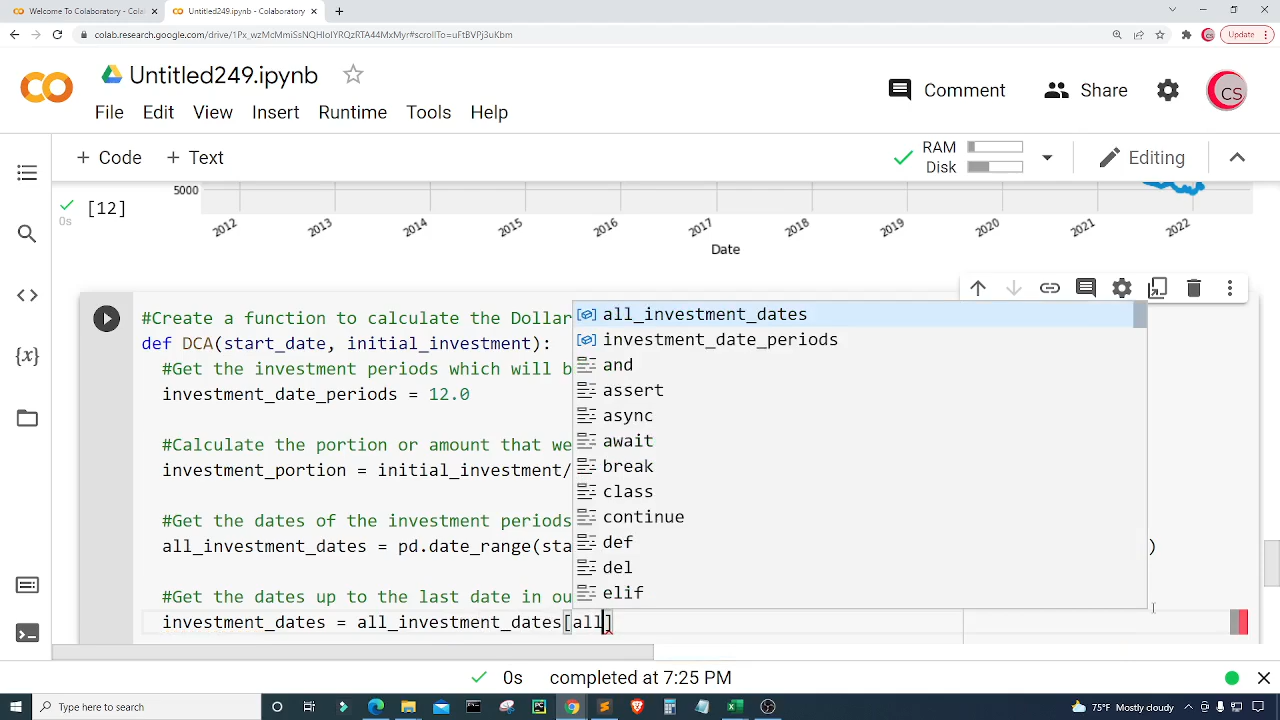 Welcome To Colaboratory - Colab
Untitled249.ipynb - Colaboratory
colab.research.google.com/drive/1Px_wzMcMmiSsNQHIoIYRQzRTA44MxMyr#scrollTo=uFtBVPj3uKbm
Update
Untitled249.ipynb
File Edit View Insert Runtime Tools Help
Comment Share CS
+ Code + Text
RAM
Disk
Editing
5000
[12]
0s
2012 2013 2014 2015 2016 2017 2018 2019 2020 2021 2022
Date
#Create a function to calculate the Dollar
def DCA(start_date, initial_investment):
#Get the investment periods which will b
investment_date_periods = 12.0
#Calculate the portion or amount that we
investment_portion = initial_investment/
#Get the dates of the investment periods
all_investment_dates = pd.date_range(sta )
#Get the dates up to the last date in ou
investment_dates = all_investment_dates[all]
all_investment_dates
investment_date_periods
and
assert
async
await
break
class
continue
def
del
elif
0s completed at 7:25 PM
Type here to search
73°F Mostly cloudy